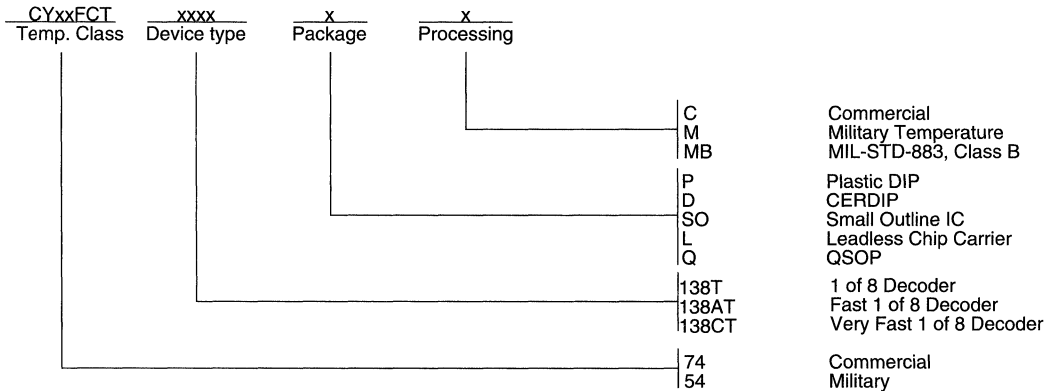 CYxxFCT xxxx x x
Temp. Class Device type Package Processing
C Commercial
M Military Temperature
MB MIL-STD-883, Class B
P Plastic DIP
D CERDIP
SO Small Outline IC
L Leadless Chip Carrier
Q QSOP
138T 1 of 8 Decoder
138AT Fast 1 of 8 Decoder
138CT Very Fast 1 of 8 Decoder
74 Commercial
54 Military